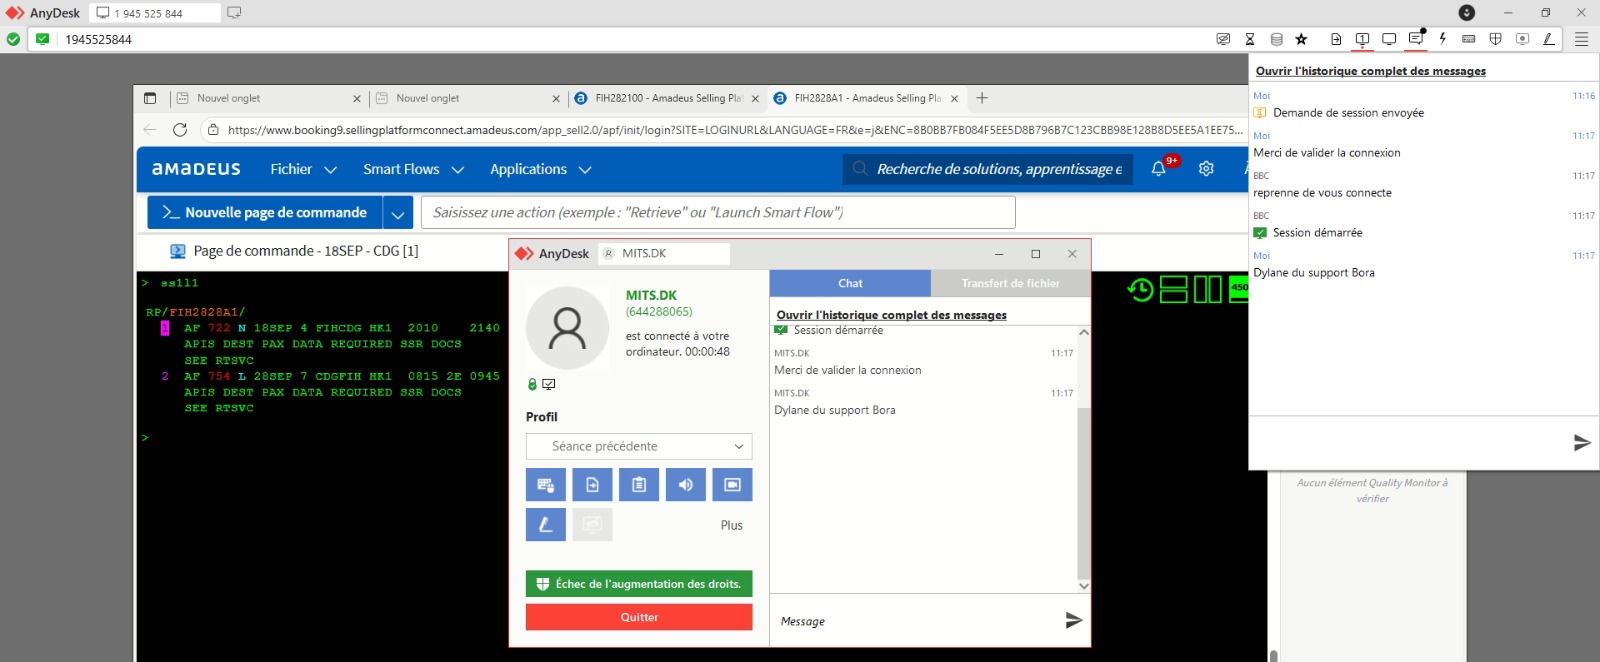 AnyDesk
1 945 525 844
1945525844
Ouvrir l'historique complet des messages
Moi 11:16
Demande de session envoyée
Moi 11:17
Merci de valider la connexion
BBC 11:17
reprenne de vous connecte
BBC 11:17
Session démarrée
Moi 11:17
Dylane du support Bora
Nouvel onglet
Nouvel onglet
FIH282100 - Amadeus Selling Pla
FIH2828A1 - Amadeus Selling Pla
https://www.booking9.sellingplatformconnect.amadeus.com/app_sell2.0/apf/init/login?SITE=LOGINURL&LANGUAGE=FR&e=j&ENC=8B0BB7FB084F5EE5D8B796B7C123CBB98E128B8D5EE5A1EE75...
amadeus
Fichier
Smart Flows
Applications
Recherche de solutions, apprentissage e
9+
Nouvelle page de commande
Saisissez une action (exemple : "Retrieve" ou "Launch Smart Flow")
Page de commande - 18SEP - CDG [1]
> ss1l1
RP/FIH2828A1/
1 AF 722 N 18SEP 4 FIHCDG HK1 2010 2140
APIS DEST PAX DATA REQUIRED SSR DOCS
SEE RTSVC
2 AF 754 L 28SEP 7 CDGFIH HK1 0815 2E 0945
APIS DEST PAX DATA REQUIRED SSR DOCS
SEE RTSVC
>
450
AnyDesk
MITS.DK
MITS.DK
(644288065)
est connecté à votre
ordinateur. 00:00:48
Profil
Séance précédente
Plus
Échec de l'augmentation des droits.
Quitter
Chat
Transfert de fichier
Ouvrir l'historique complet des messages
Session démarrée
MITS.DK 11:17
Merci de valider la connexion
MITS.DK 11:17
Dylane du support Bora
Message
Aucun élément Quality Monitor à
vérifier